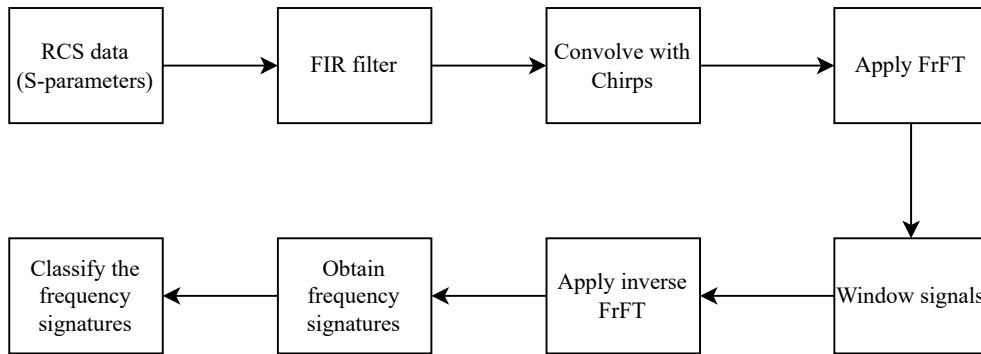 RCS data
(S-parameters)
FIR filter
Convolve with
Chirps
Apply FrFT
Window signals
Apply inverse
FrFT
Obtain
frequency
signatures
Classify the
frequency
signatures